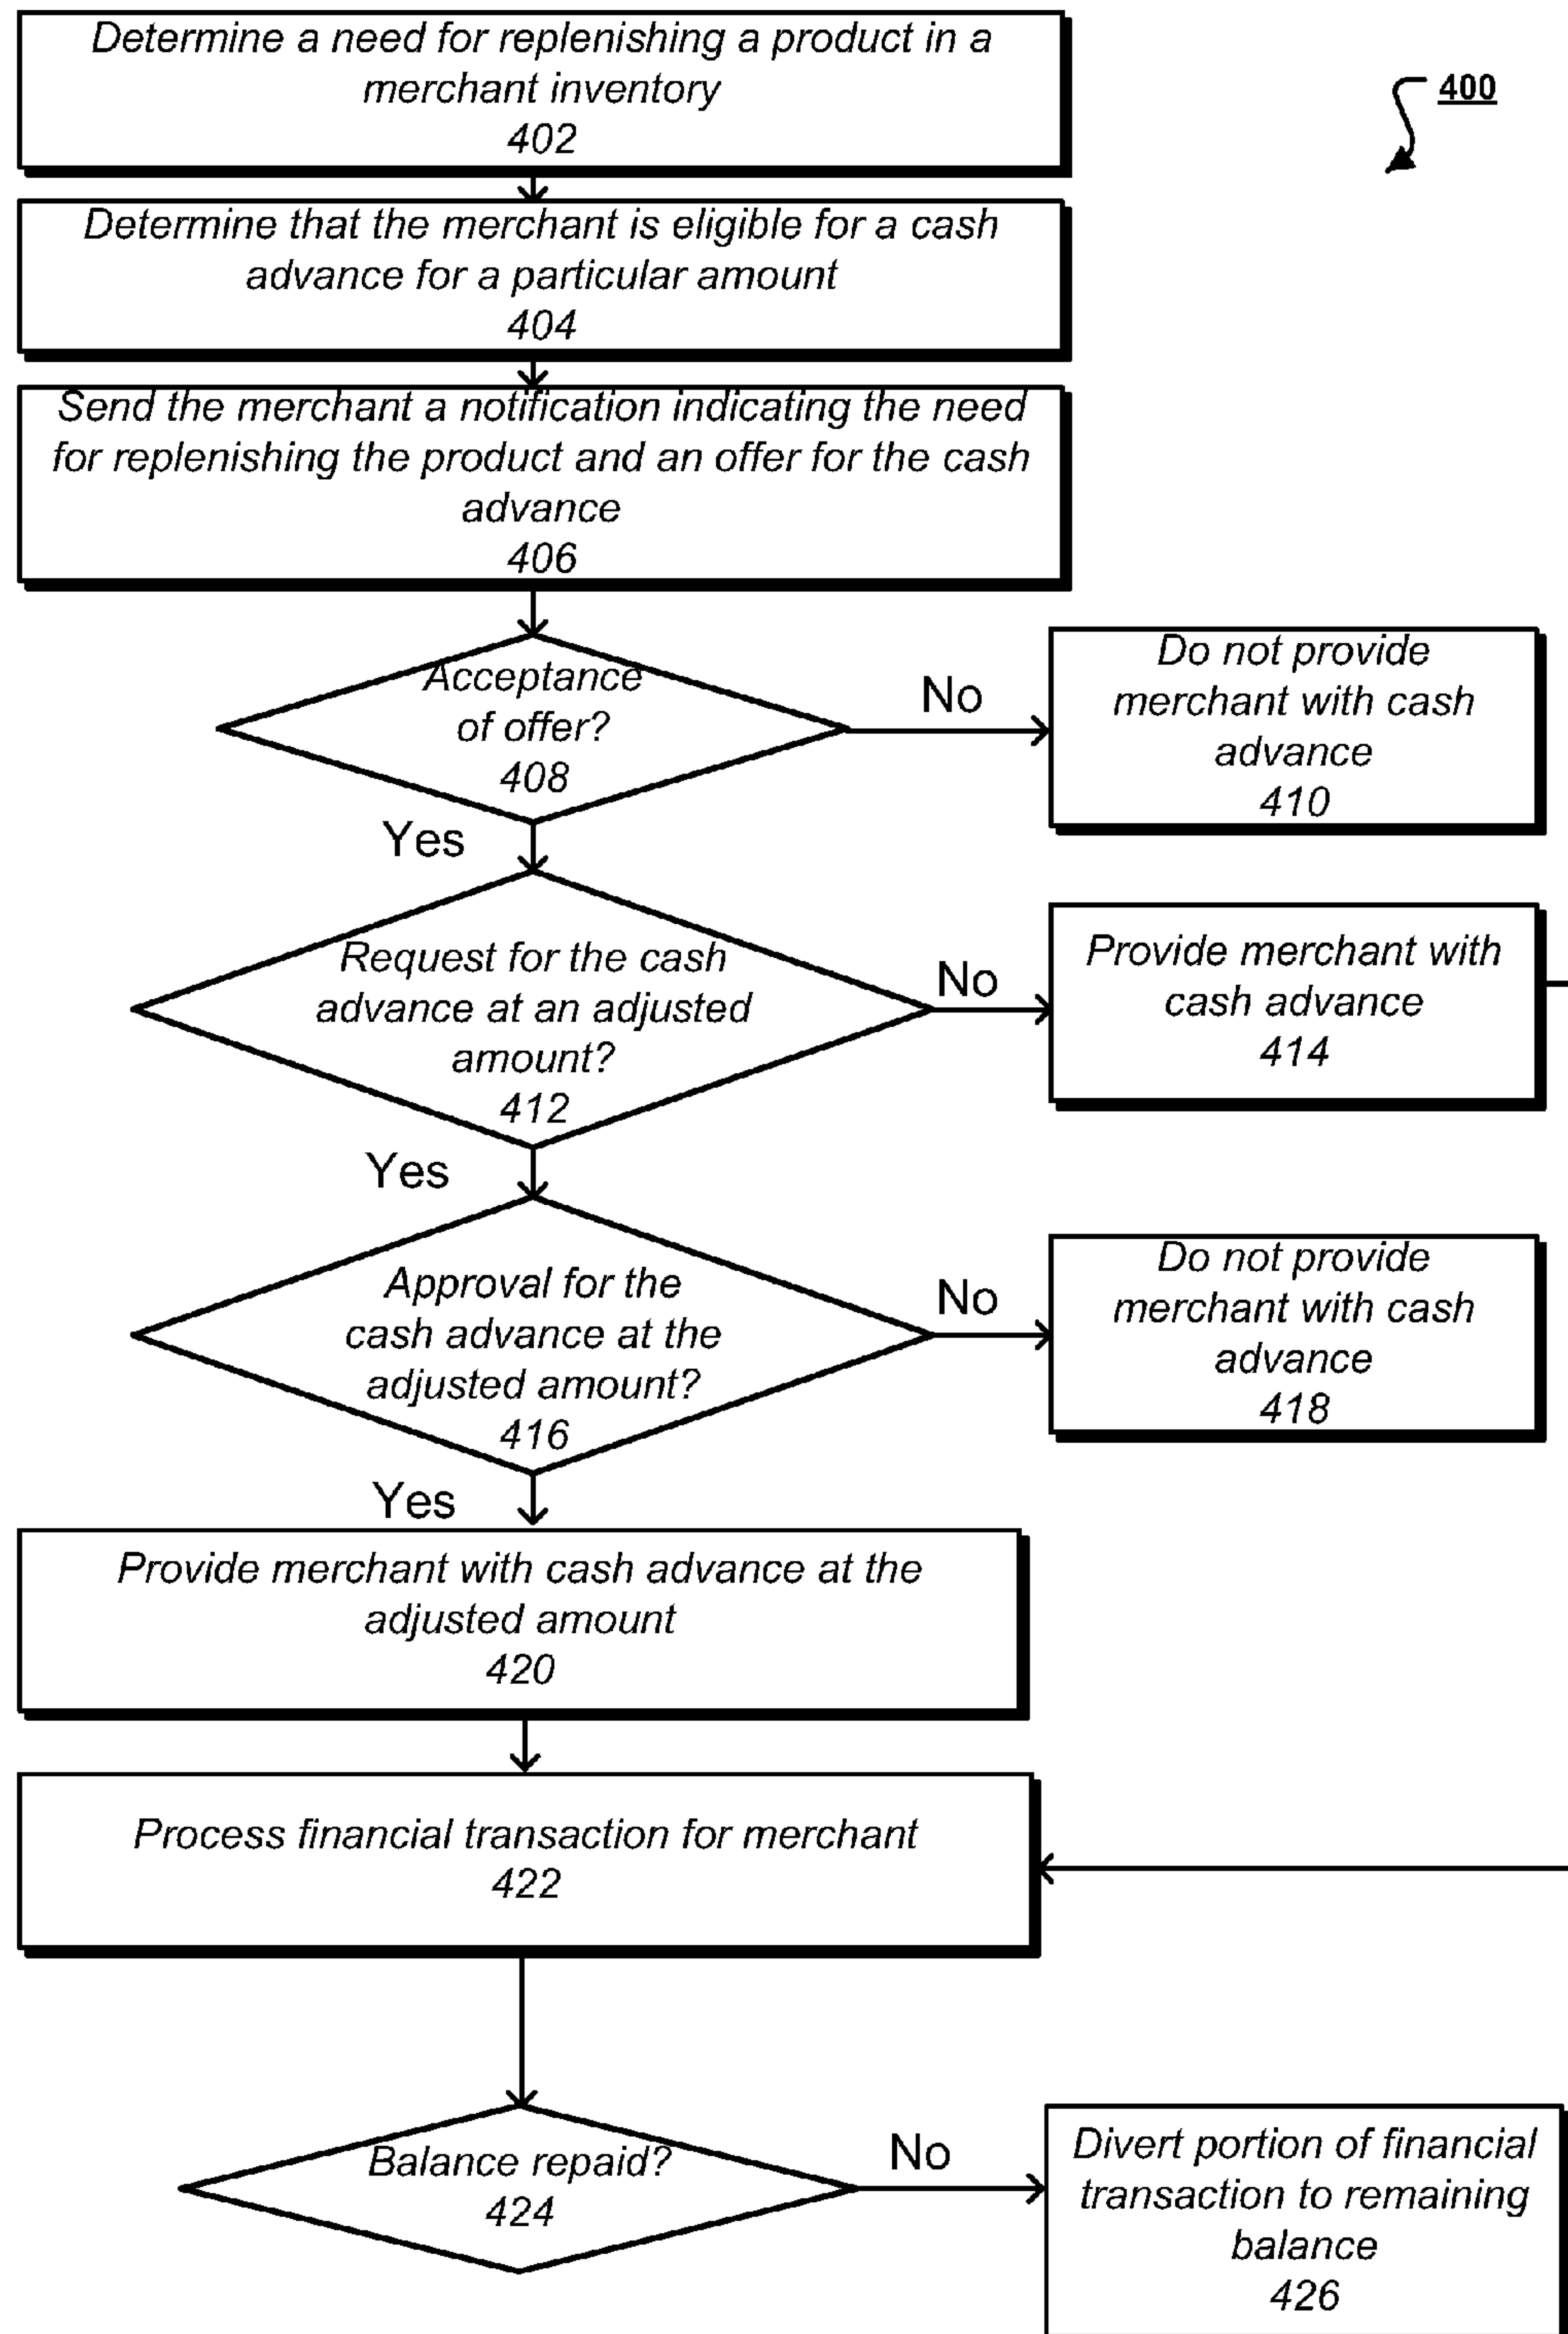 Determine a need for replenishing a product in a
merchant inventory
402
400
Determine that the merchant is eligible for a cash
advance for a particular amount
404
Send the merchant a notification indicating the need
for replenishing the product and an offer for the cash
advance
406
Acceptance
of offer?
408
No
Do not provide
merchant with cash
advance
410
Yes
Request for the cash
advance at an adjusted
amount?
412
No
Provide merchant with
cash advance
414
Yes
Approval for the
cash advance at the
adjusted amount?
416
No
Do not provide
merchant with cash
advance
418
Yes
Provide merchant with cash advance at the
adjusted amount
420
Process financial transaction for merchant
422
Balance repaid?
424
No
Divert portion of financial
transaction to remaining
balance
426